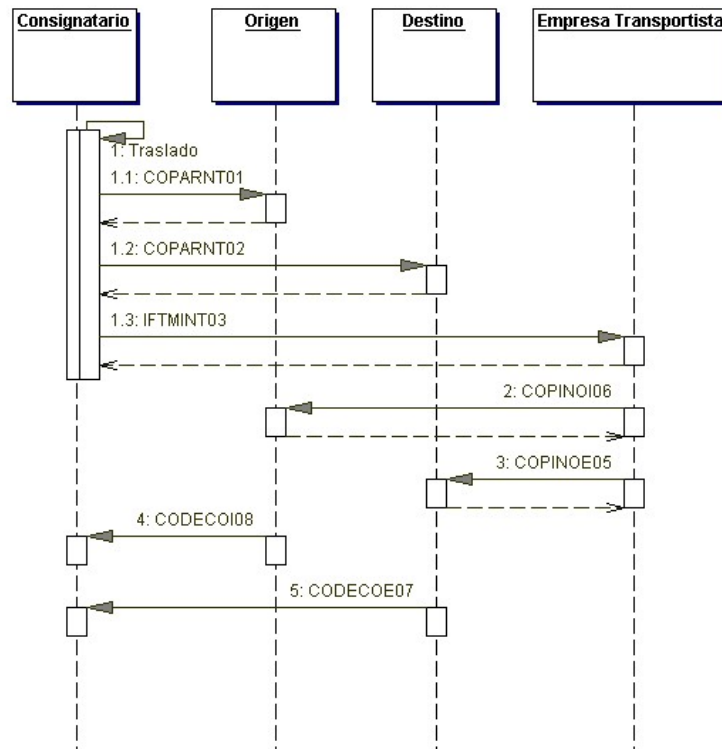 Consignatario
Origen
Destino
Empresa Transportista
1: Traslado
1.1: COPARNT01
1.2: COPARNT02
1.3: IFTMINT03
2: COPINOI06
3: COPINOE05
4: CODECOI08
5: CODECOE07